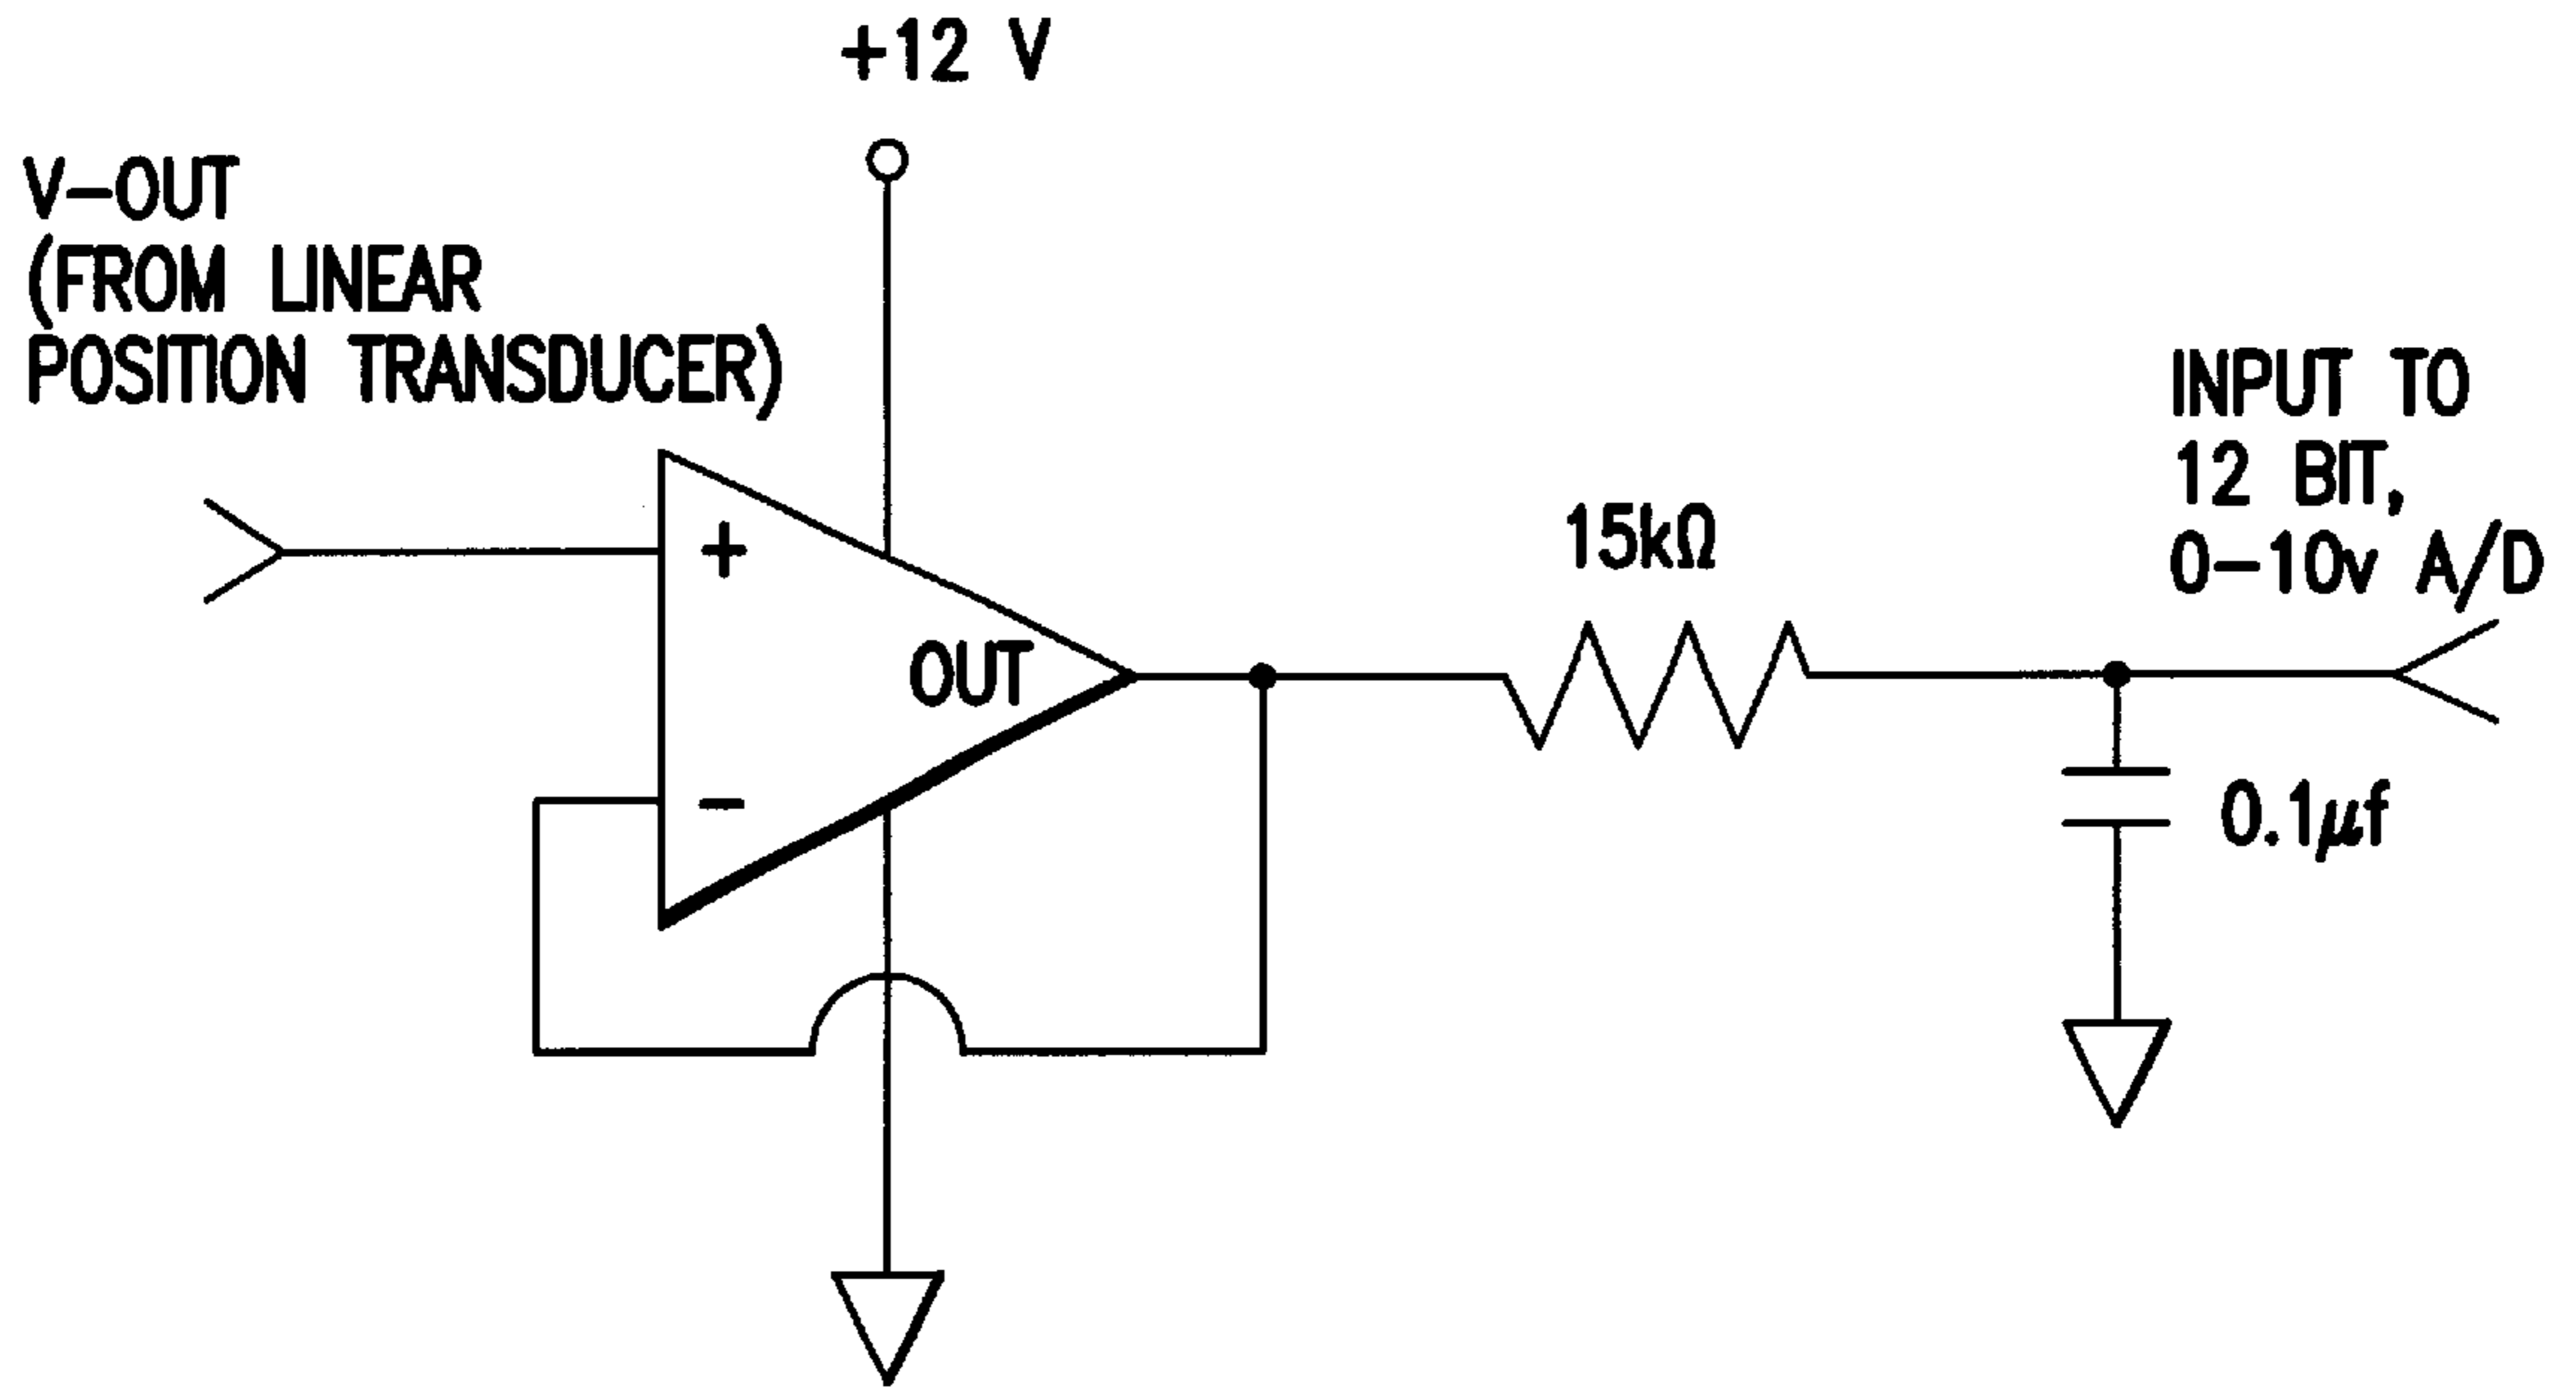 +12 V
V-OUT
(FROM LINEAR
POSITION TRANSDUCER)
INPUT TO
12 BIT,
0-10v A/D
15kΩ
+
OUT
-
0.1μf